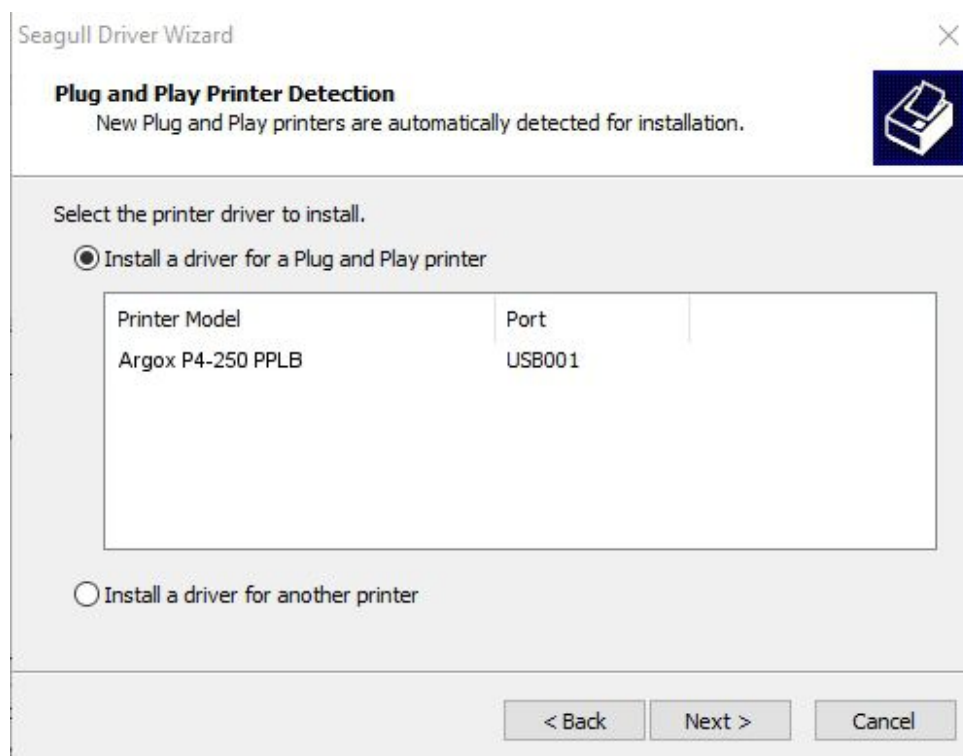 Seagull Driver Wizard
Plug and Play Printer Detection
New Plug and Play printers are automatically detected for installation.
Select the printer driver to install.
Install a driver for a Plug and Play printer
Printer Model Port
Argox P4-250 PPLB USB001
Install a driver for another printer
< Back Next > Cancel